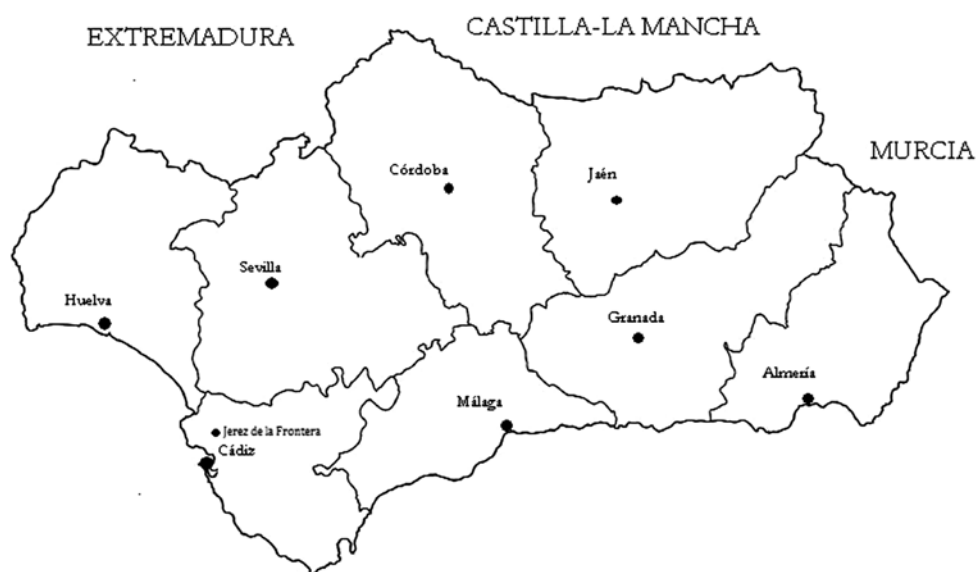 EXTREMADURA
CASTILLA-LA MANCHA
MURCIA
Córdoba
Jaén
Sevilla
Huelva
Granada
Almería
Málaga
Jerez de la Frontera
Cádiz